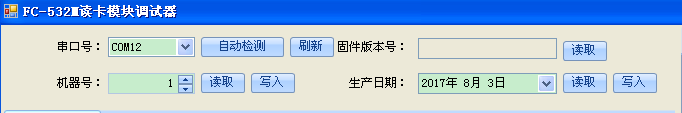 FC-532M读卡模块调试器
串口号： COM12 自动检测 刷新 固件版本号： 读取
机器号： 1 读取 写入 生产日期： 2017年 8月 3日 读取 写入